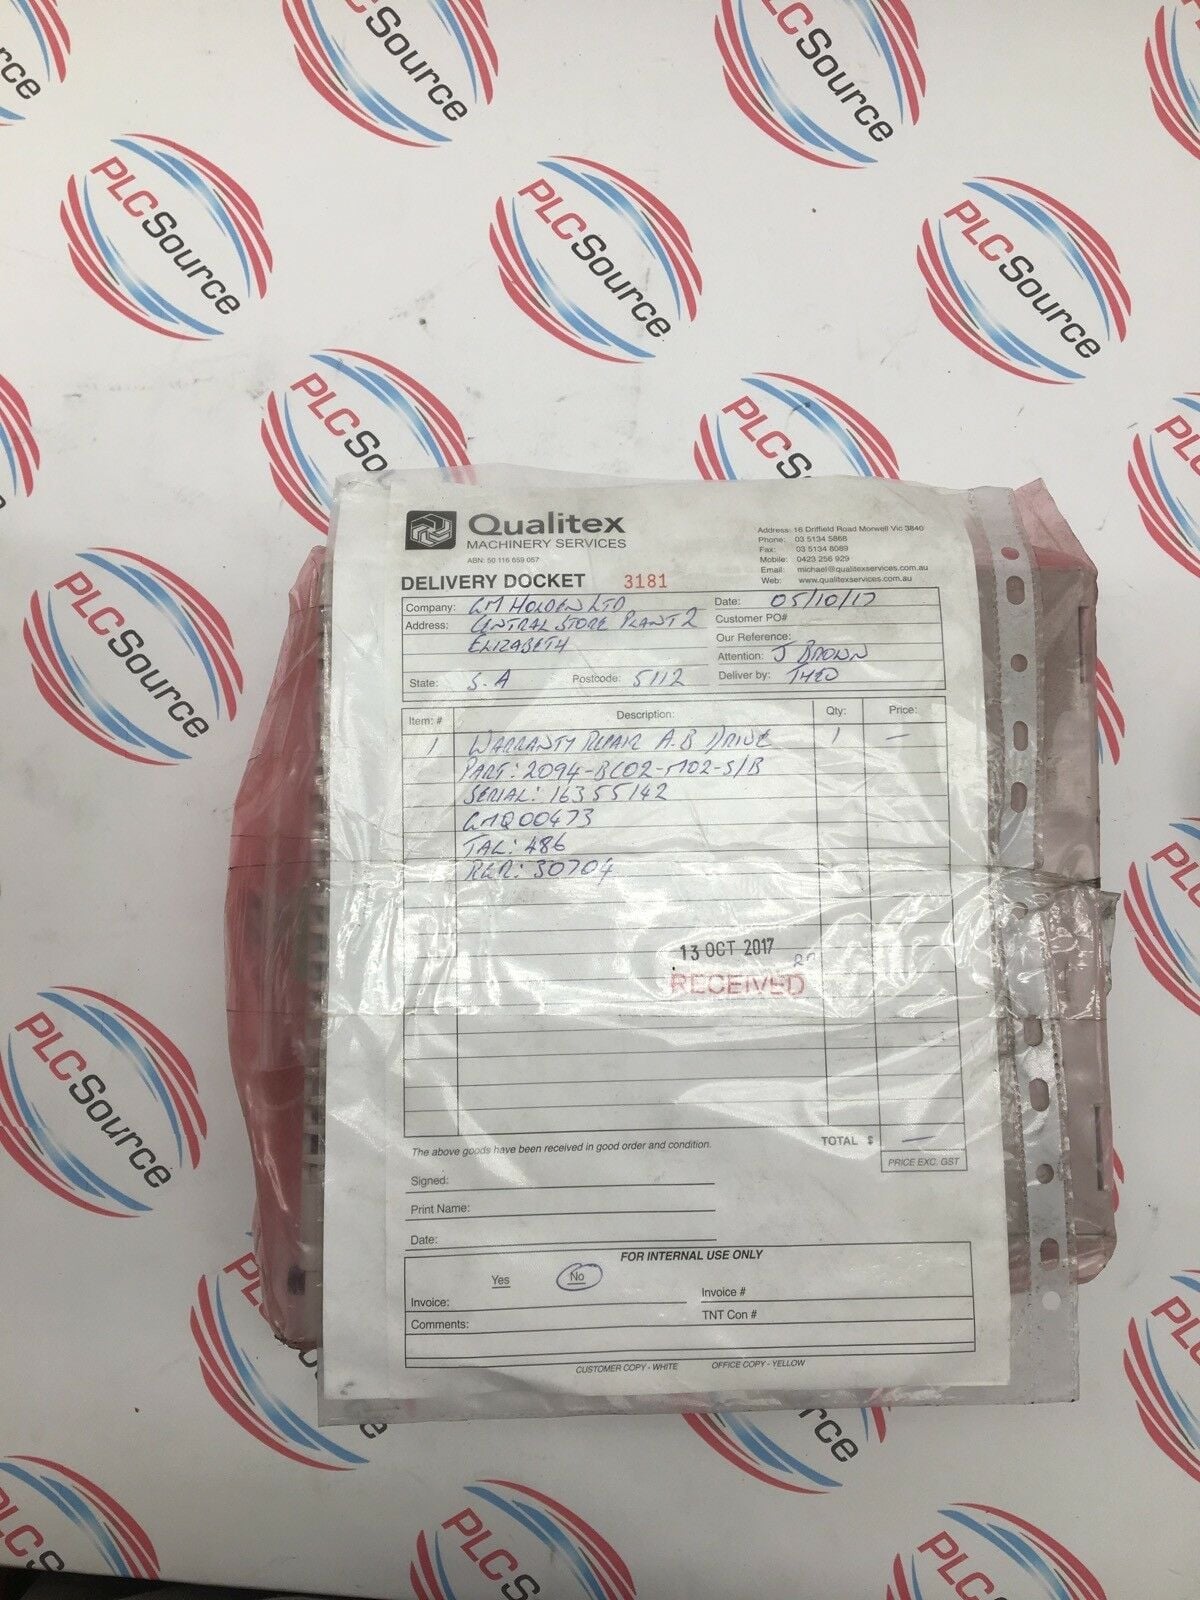 PLCSource
Qualitex
MACHINERY SERVICES
ABN: 50 116 659 057
Address: 16 Driffield Road Morwell Vic 3840
Phone: 03 5134 5868
Fax: 03 5134 8089
Mobile: 0423 256 929
Email: michael@qualitexservices.com.au
Web: www.qualitexservices.com.au
DELIVERY DOCKET 3181
Company: GM HOLDEN LTD
Date: 05/10/17
Address: CENTRAL STORE PLANT 2
Customer PO#
ELIZABETH
Our Reference:
Attention: J BROWN
State: S.A Postcode: 5112
Deliver by: THEO
Item: # Description: Qty: Price:
1 WARRANTY REPAIR A.B DRIVE 1 —
PART: 2094-BC02-M02-S/B
SERIAL: 16355142
GMQ00473
TAL: 486
RGR: 30704
13 OCT 2017
RECEIVED
The above goods have been received in good order and condition.
TOTAL $ —
PRICE EXC. GST
Signed:
Print Name:
Date:
FOR INTERNAL USE ONLY
Yes No
Invoice:
Invoice #
Comments:
TNT Con #
CUSTOMER COPY - WHITE OFFICE COPY - YELLOW